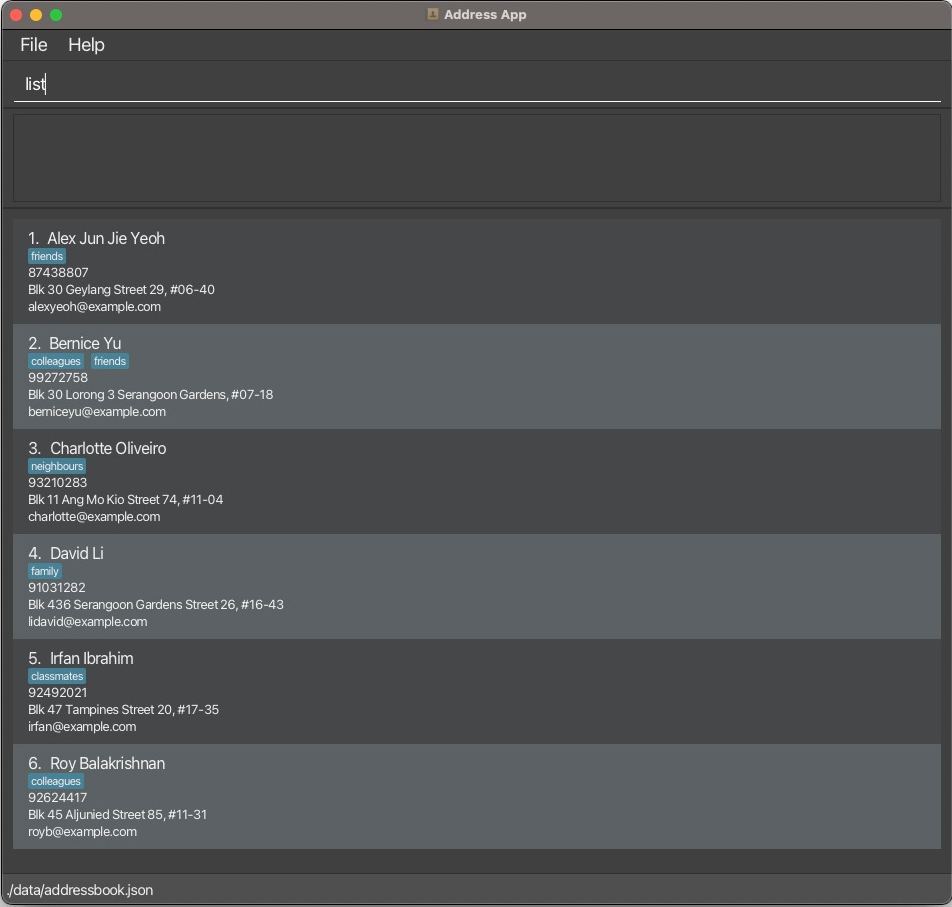 Address App
File Help
list
1. Alex Jun Jie Yeoh
friends
87438807
Blk 30 Geylang Street 29, #06-40
alexyeoh@example.com
2. Bernice Yu
colleagues friends
99272758
Blk 30 Lorong 3 Serangoon Gardens, #07-18
berniceyu@example.com
3. Charlotte Oliveiro
neighbours
93210283
Blk 11 Ang Mo Kio Street 74, #11-04
charlotte@example.com
4. David Li
family
91031282
Blk 436 Serangoon Gardens Street 26, #16-43
lidavid@example.com
5. Irfan Ibrahim
classmates
92492021
Blk 47 Tampines Street 20, #17-35
irfan@example.com
6. Roy Balakrishnan
colleagues
92624417
Blk 45 Aljunied Street 85, #11-31
royb@example.com
./data/addressbook.json